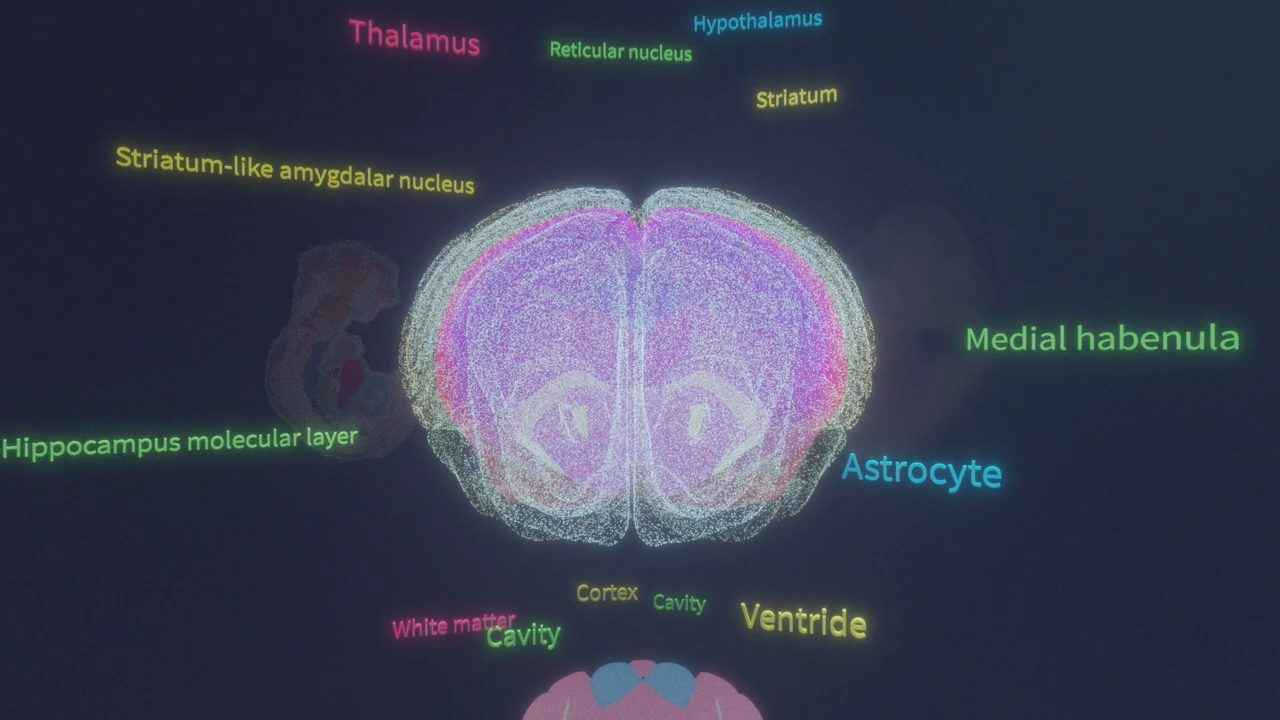 Hypothalamus
Thalamus
Reticular nucleus
Striatum
Striatum-like amygdalar nucleus
Medial habenula
Hippocampus molecular layer
Astrocyte
Cortex
Cavity
White matter
Cavity
Ventride